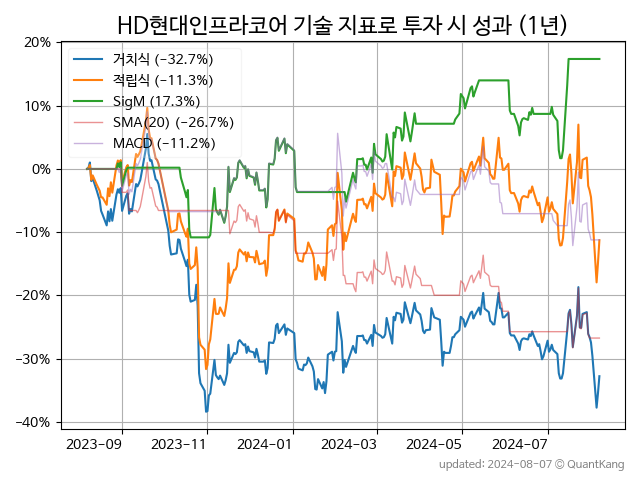 HD현대인프라코어 기술 지표로 투자 시 성과 (1년)
20%
10%
0%
−10%
−20%
−30%
−40%
거치식 (−32.7%)
적립식 (−11.3%)
SigM (17.3%)
SMA(20) (−26.7%)
MACD (−11.2%)
2023-09
2023-11
2024-01
2024-03
2024-05
2024-07
updated: 2024-08-07 © QuantKang